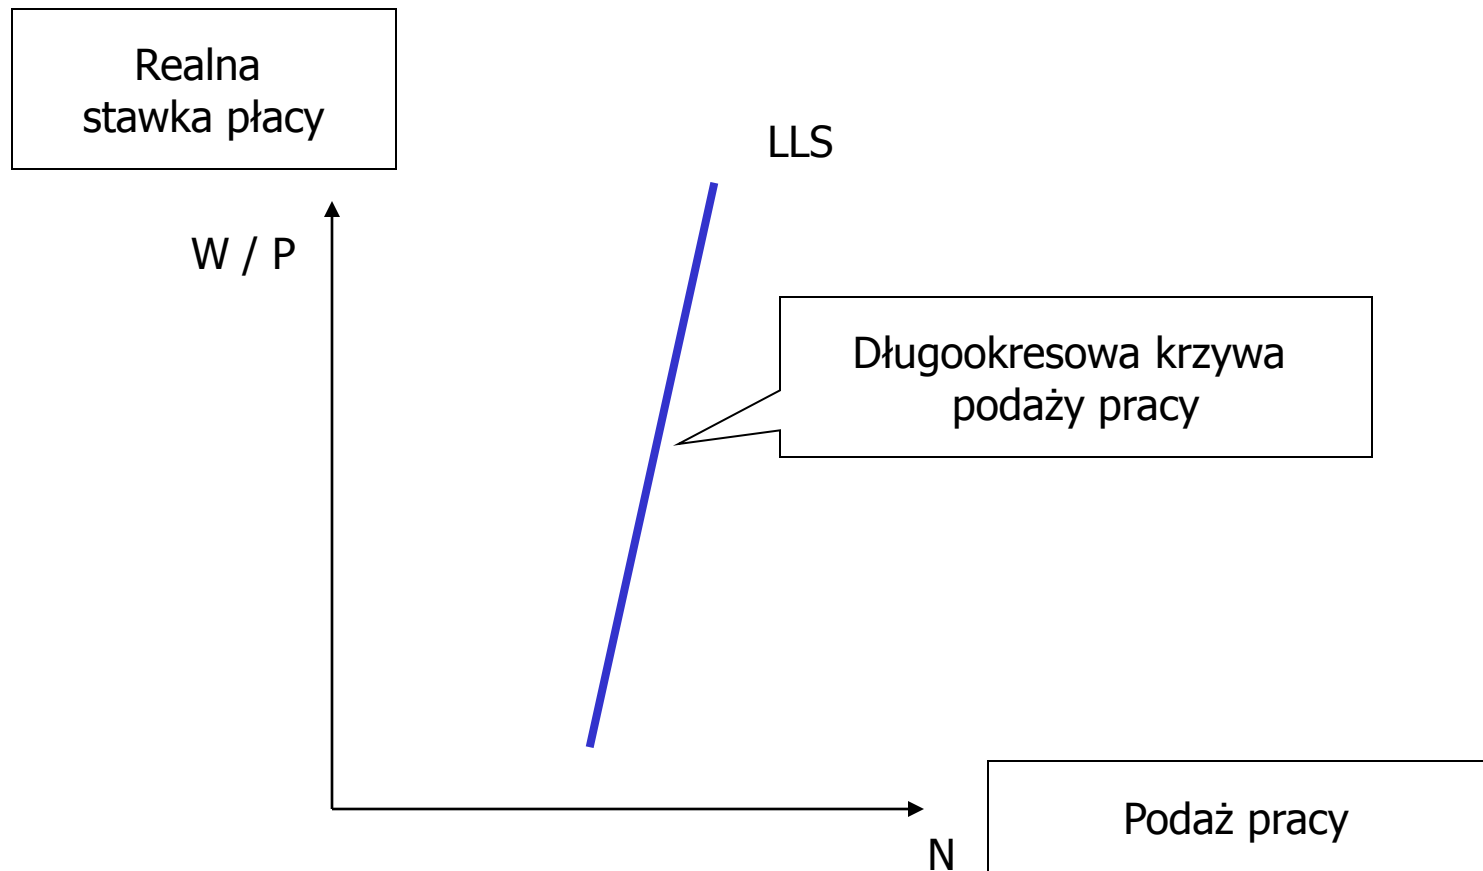 Realna
stawka płacy
LLS
W / P
Długookresowa krzywa
podaży pracy
Podaż pracy
N